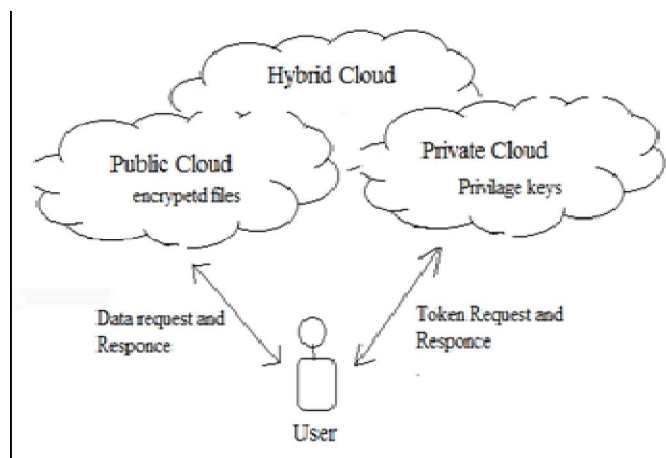 Hybrid Cloud
Public Cloud
encrypetd files
Private Cloud
Privilage keys
Data request and
Responce
Token Request and
Responce
User